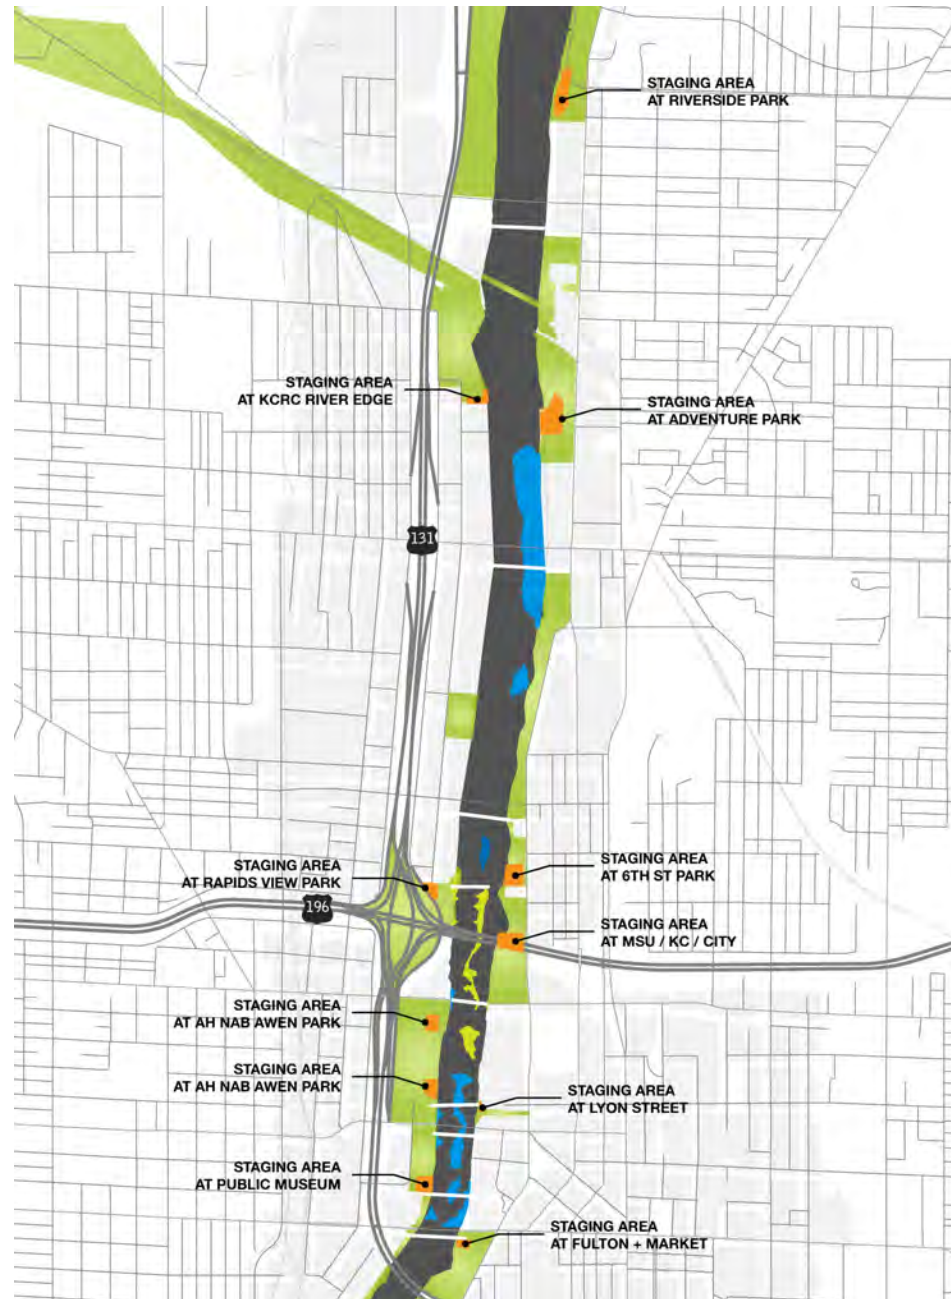 STAGING AREA
AT RIVERSIDE PARK
STAGING AREA
AT KCRC RIVER EDGE
STAGING AREA
AT ADVENTURE PARK
131
STAGING AREA
AT RAPIDS VIEW PARK
STAGING AREA
AT 6TH ST PARK
196
STAGING AREA
AT MSU / KC / CITY
STAGING AREA
AT AH NAB AWEN PARK
STAGING AREA
AT AH NAB AWEN PARK
STAGING AREA
AT LYON STREET
STAGING AREA
AT PUBLIC MUSEUM
STAGING AREA
AT FULTON + MARKET